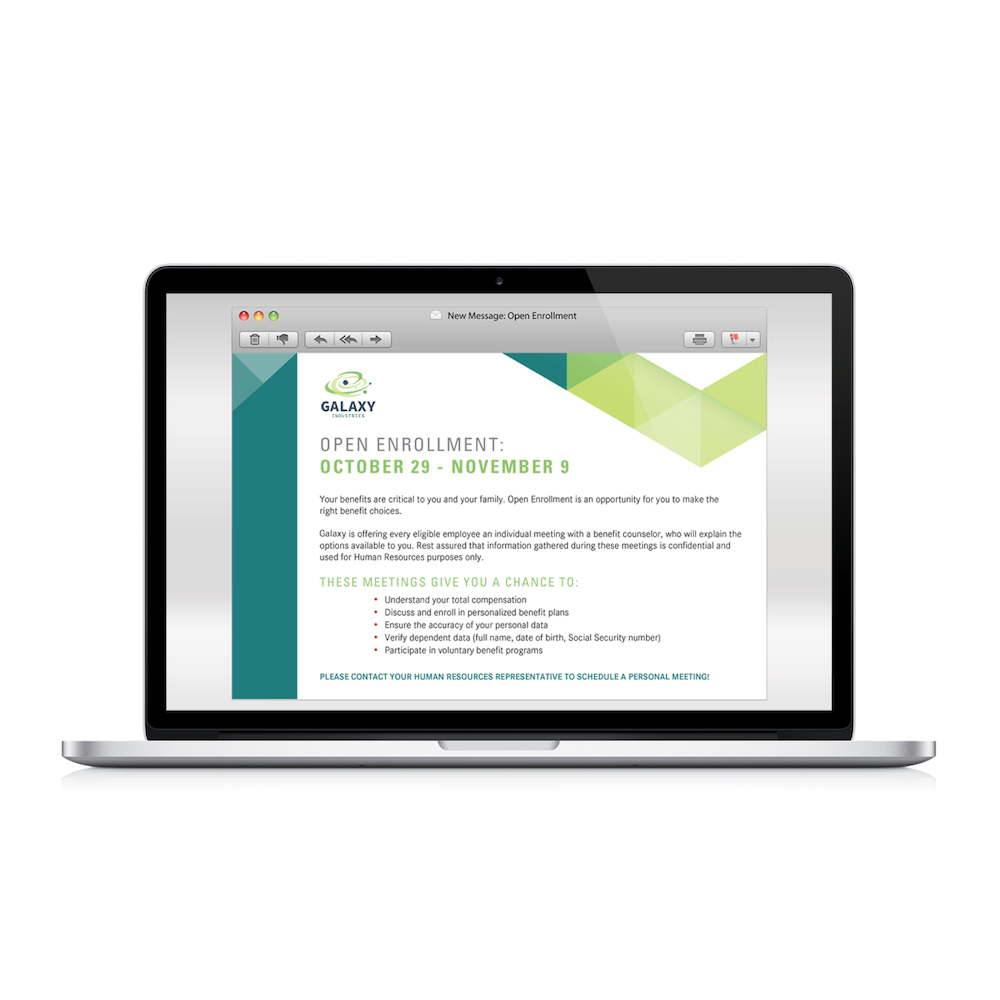 New Message: Open Enrollment
GALAXY
INDUSTRIES
OPEN ENROLLMENT:
OCTOBER 29 - NOVEMBER 9
Your benefits are critical to you and your family. Open Enrollment is an opportunity for you to make the
right benefit choices.
Galaxy is offering every eligible employee an individual meeting with a benefit counselor, who will explain the
options available to you. Rest assured that information gathered during these meetings is confidential and
used for Human Resources purposes only.
THESE MEETINGS GIVE YOU A CHANCE TO:
• Understand your total compensation
• Discuss and enroll in personalized benefit plans
• Ensure the accuracy of your personal data
• Verify dependent data (full name, date of birth, Social Security number)
• Participate in voluntary benefit programs
PLEASE CONTACT YOUR HUMAN RESOURCES REPRESENTATIVE TO SCHEDULE A PERSONAL MEETING!